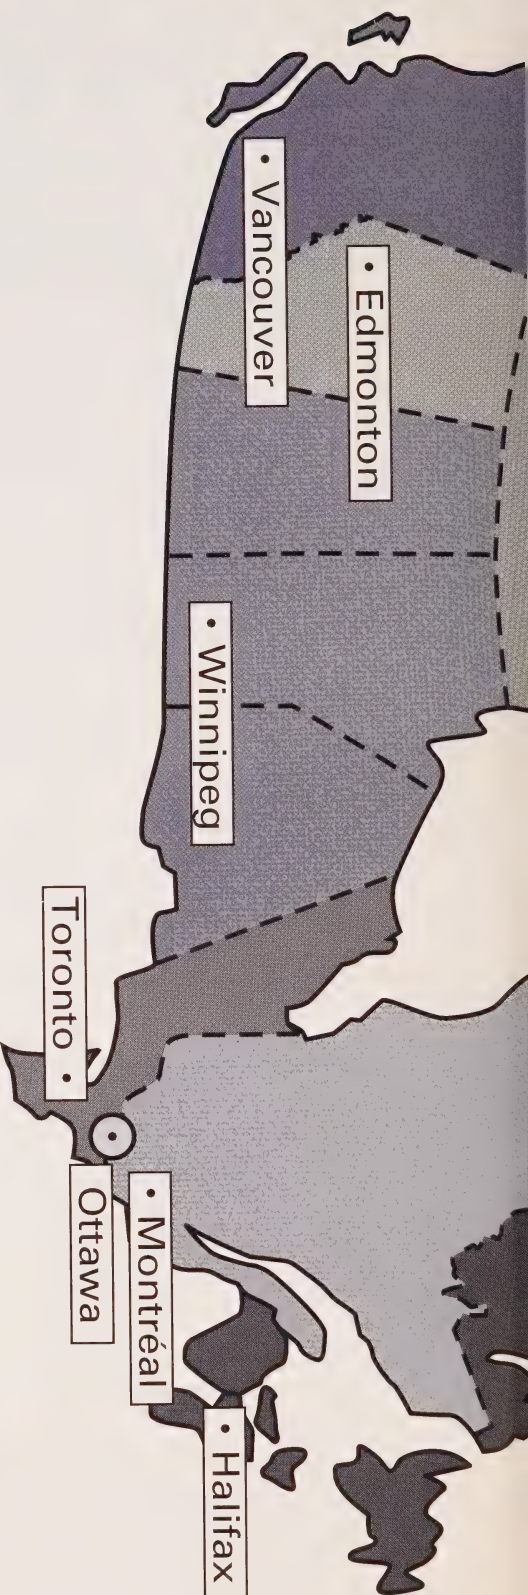 • Vancouver
• Edmonton
• Winnipeg
Toronto •
Ottawa
• Montréal
• Halifax